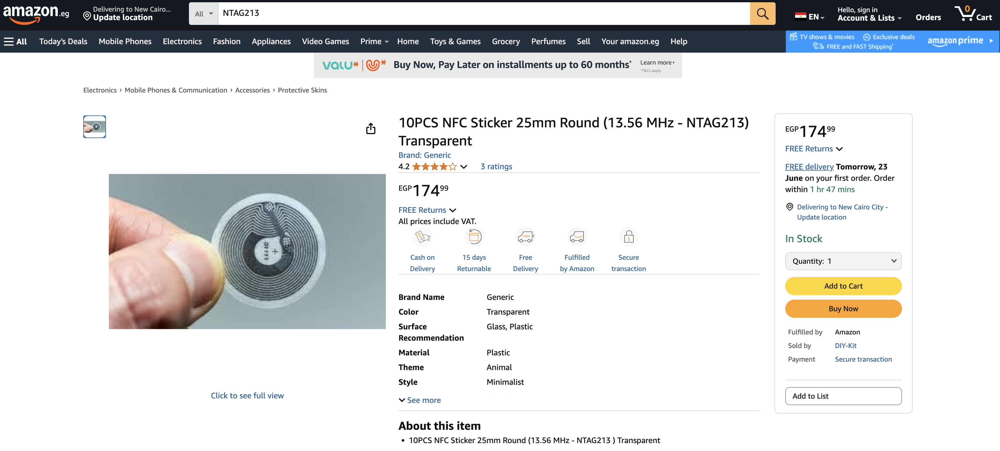 amazon.eg
Delivering to New Cairo...
Update location
All
NTAG213
EN
Hello, sign in
Account & Lists
Orders
0
Cart
All
Today's Deals
Mobile Phones
Electronics
Fashion
Appliances
Video Games
Prime
Home
Toys & Games
Grocery
Perfumes
Sell
Your amazon.eg
Help
TV shows & movies
Exclusive deals
FREE and FAST Shipping*
amazon prime
valu* | U*
Buy Now, Pay Later on installments up to 60 months*
Learn more
*T&Cs apply
Electronics › Mobile Phones & Communication › Accessories › Protective Skins
10PCS NFC Sticker 25mm Round (13.56 MHz - NTAG213)
Transparent
Brand: Generic
4.2
3 ratings
EGP174 99
FREE Returns
All prices include VAT.
EGP
FREE
$
Cash on
Delivery
15 days
Returnable
Free
Delivery
Fulfilled
by Amazon
Secure
transaction
Brand Name Generic
Color Transparent
Surface
Recommendation Glass, Plastic
Material Plastic
Theme Animal
Style Minimalist
See more
About this item
• 10PCS NFC Sticker 25mm Round (13.56 MHz - NTAG213 ) Transparent
Click to see full view
EGP174 99
FREE Returns
FREE delivery Tomorrow, 23
June on your first order. Order
within 1 hr 47 mins
Delivering to New Cairo City -
Update location
In Stock
Quantity: 1
Add to Cart
Buy Now
Fulfilled by Amazon
Sold by DIY-Kit
Payment Secure transaction
Add to List